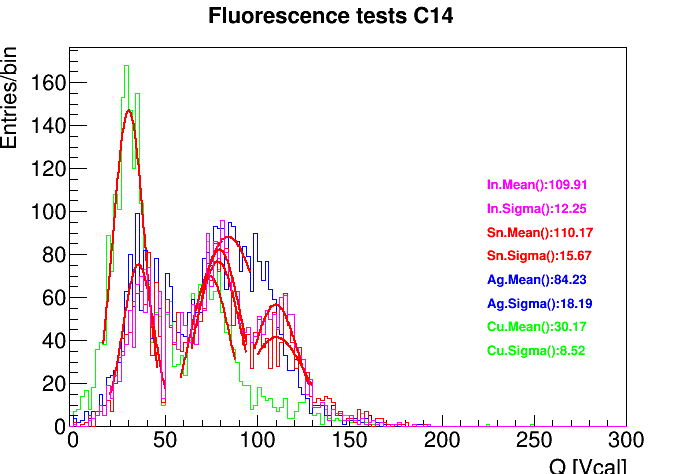 Fluorescence tests C14
Entries/bin
160
140
120
100
80
60
40
20
0
In.Mean():109.91
In.Sigma():12.25
Sn.Mean():110.17
Sn.Sigma():15.67
Ag.Mean():84.23
Ag.Sigma():18.19
Cu.Mean():30.17
Cu.Sigma():8.52
0 50 100 150 200 250 300
Q [Vcal]